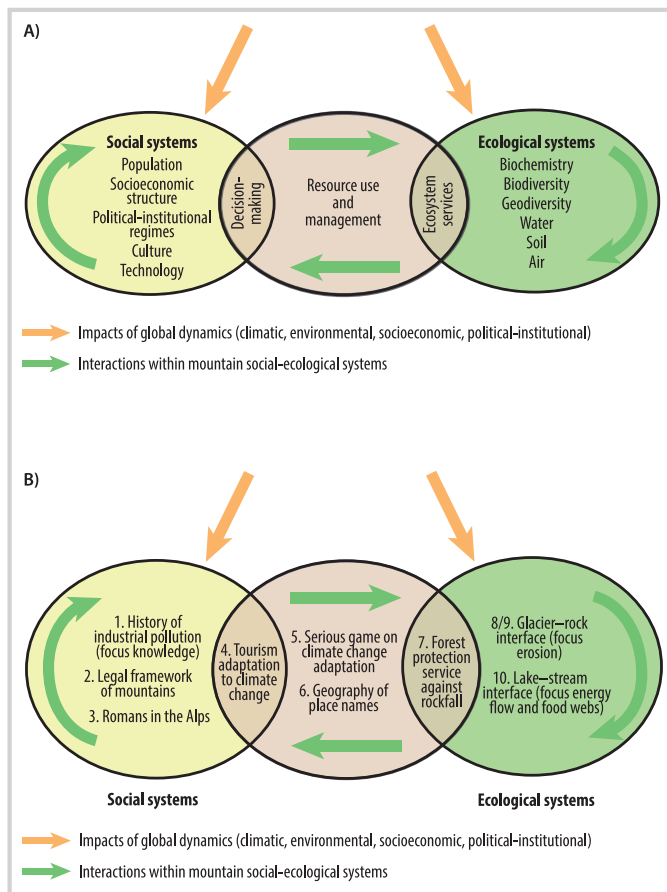 A)
Social systems
Population
Socioeconomic
structure
Political–institutional
regimes
Culture
Technology
Decision-
making
Resource use
and
management
Ecosystem
services
Ecological systems
Biochemistry
Biodiversity
Geodiversity
Water
Soil
Air
Impacts of global dynamics (climatic, environmental, socioeconomic, political–institutional)
Interactions within mountain social–ecological systems
B)
1. History of
industrial pollution
(focus knowledge)
2. Legal framework
of mountains
3. Romans in the Alps
4. Tourism
adaptation
to climate
change
5. Serious game on
climate change
adaptation
6. Geography of
place names
7. Forest
protection
service
against
rockfall
8/9. Glacier–rock
interface (focus
erosion)
10. Lake–stream
interface (focus energy
flow and food webs)
Social systems
Ecological systems
Impacts of global dynamics (climatic, environmental, socioeconomic, political–institutional)
Interactions within mountain social–ecological systems